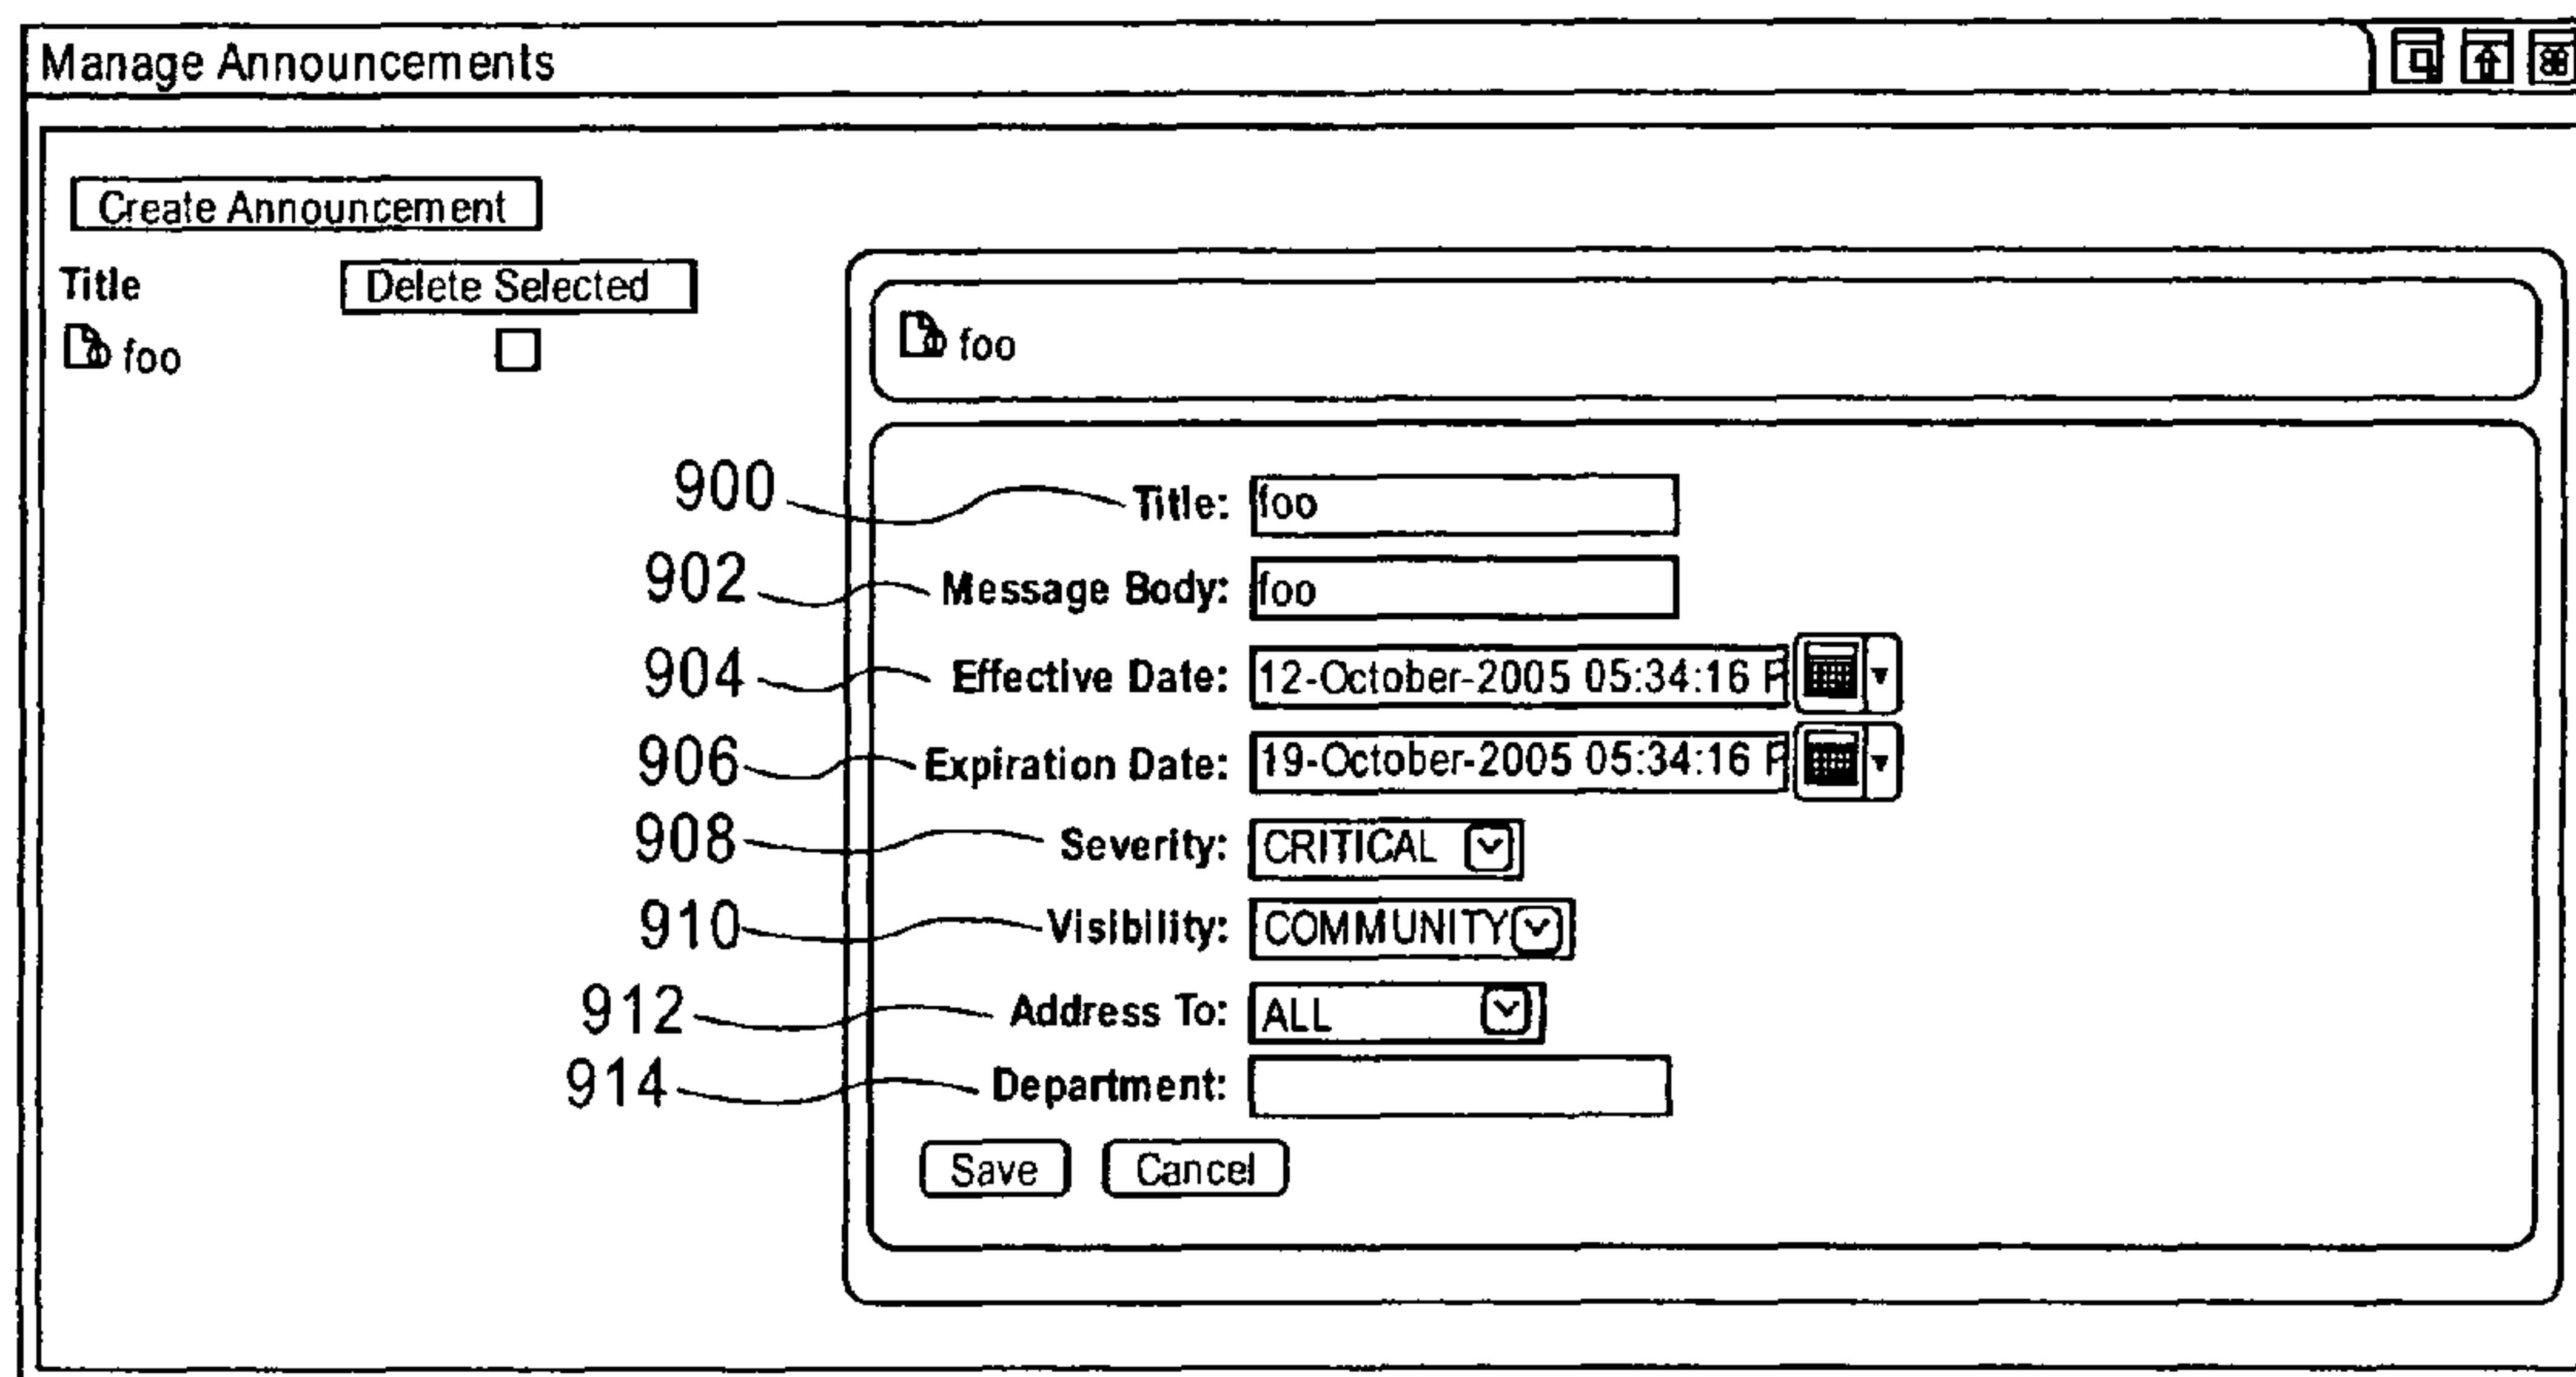 Manage Announcements
Create Announcement
Title Delete Selected
foo
foo
900 Title: foo
902 Message Body: foo
904 Effective Date: 12-October-2005 05:34:16
906 Expiration Date: 19-October-2005 05:34:16
908 Severity: CRITICAL
910 Visibility: COMMUNITY
912 Address To: ALL
914 Department:
Save Cancel